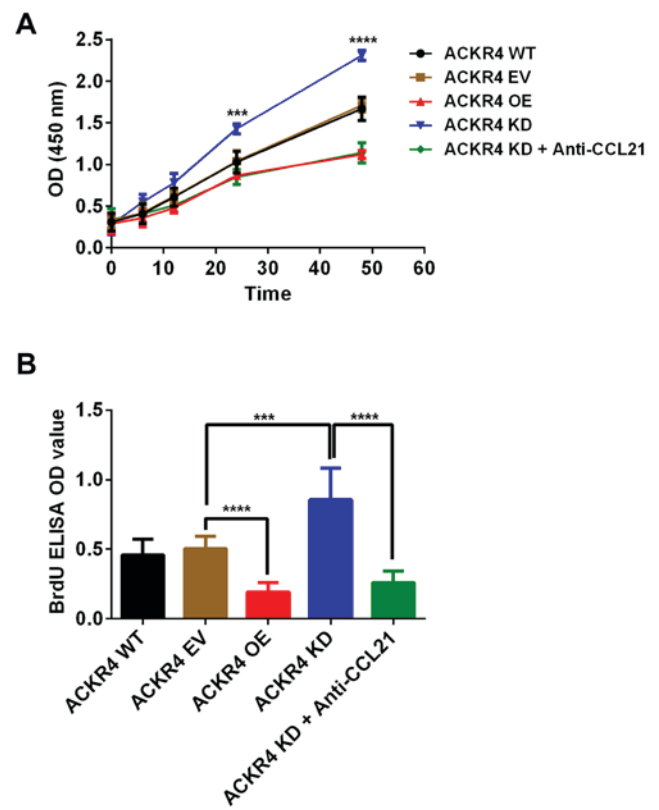 A
OD (450 nm)
2.5
2.0
1.5
1.0
0.5
0.0
0
10
20
30
40
50
60
Time
***
****
ACKR4 WT
ACKR4 EV
ACKR4 OE
ACKR4 KD
ACKR4 KD + Anti-CCL21
B
BrdU ELISA OD value
1.5
1.0
0.5
0.0
***
****
****
ACKR4 WT
ACKR4 EV
ACKR4 OE
ACKR4 KD
ACKR4 KD + Anti-CCL21